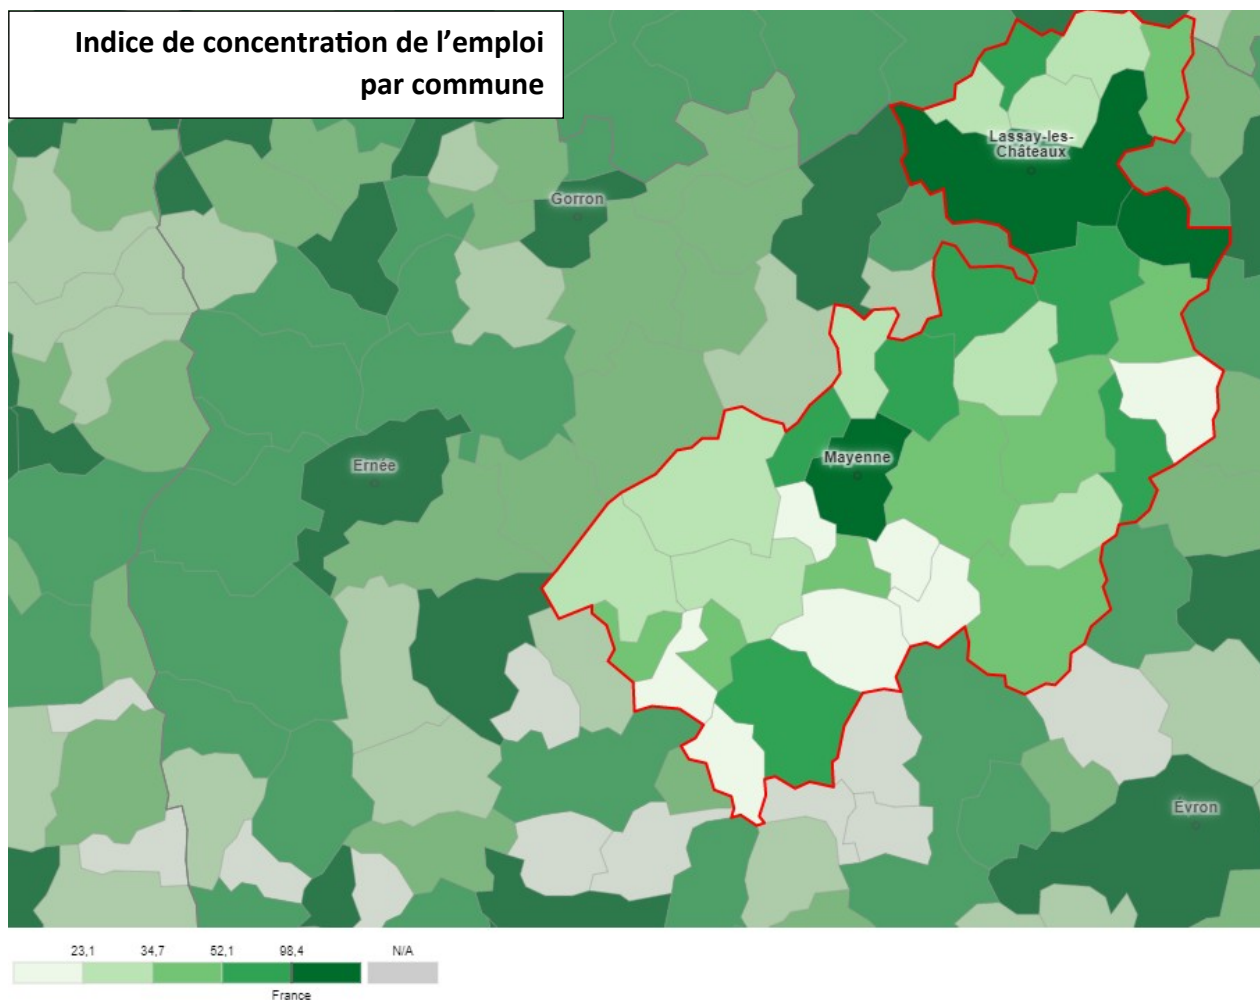 Indice de concentration de l’emploi
par commune
Lassay-les-
Châteaux
Gorron
Mayenne
Ernée
Évron
23,1 34,7 52,1 98,4 N/A
France